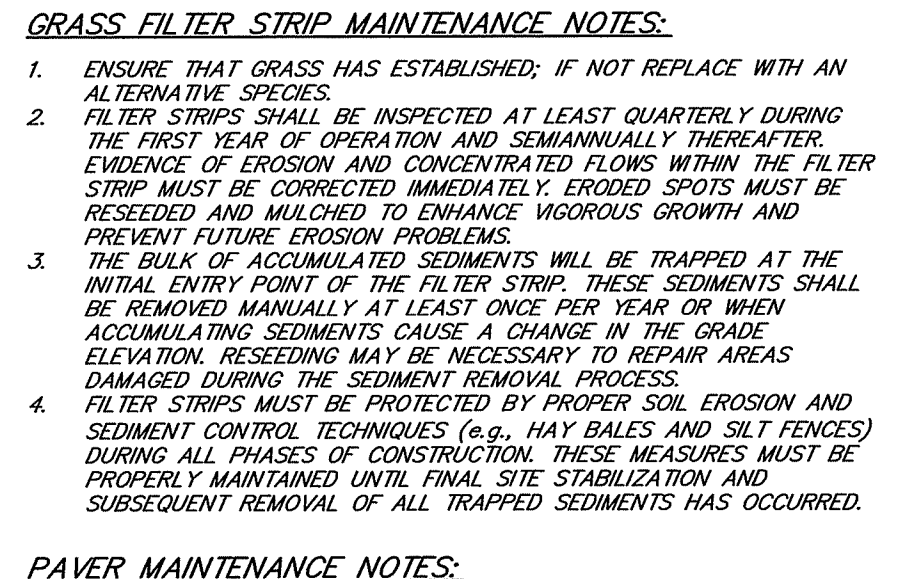 GRASS FILTER STRIP MAINTENANCE NOTES:
1. ENSURE THAT GRASS HAS ESTABLISHED; IF NOT REPLACE WITH AN
ALTERNATIVE SPECIES.
2. FILTER STRIPS SHALL BE INSPECTED AT LEAST QUARTERLY DURING
THE FIRST YEAR OF OPERATION AND SEMIANNUALLY THEREAFTER.
EVIDENCE OF EROSION AND CONCENTRATED FLOWS WITHIN THE FILTER
STRIP MUST BE CORRECTED IMMEDIATELY. ERODED SPOTS MUST BE
RESEEDED AND MULCHED TO ENHANCE VIGOROUS GROWTH AND
PREVENT FUTURE EROSION PROBLEMS.
3. THE BULK OF ACCUMULATED SEDIMENTS WILL BE TRAPPED AT THE
INITIAL ENTRY POINT OF THE FILTER STRIP. THESE SEDIMENTS SHALL
BE REMOVED MANUALLY AT LEAST ONCE PER YEAR OR WHEN
ACCUMULATING SEDIMENTS CAUSE A CHANGE IN THE GRADE
ELEVATION. RESEEDING MAY BE NECESSARY TO REPAIR AREAS
DAMAGED DURING THE SEDIMENT REMOVAL PROCESS.
4. FILTER STRIPS MUST BE PROTECTED BY PROPER SOIL EROSION AND
SEDIMENT CONTROL TECHNIQUES (e.g., HAY BALES AND SILT FENCES)
DURING ALL PHASES OF CONSTRUCTION. THESE MEASURES MUST BE
PROPERLY MAINTAINED UNTIL FINAL SITE STABILIZATION AND
SUBSEQUENT REMOVAL OF ALL TRAPPED SEDIMENTS HAS OCCURRED.
PAVER MAINTENANCE NOTES: